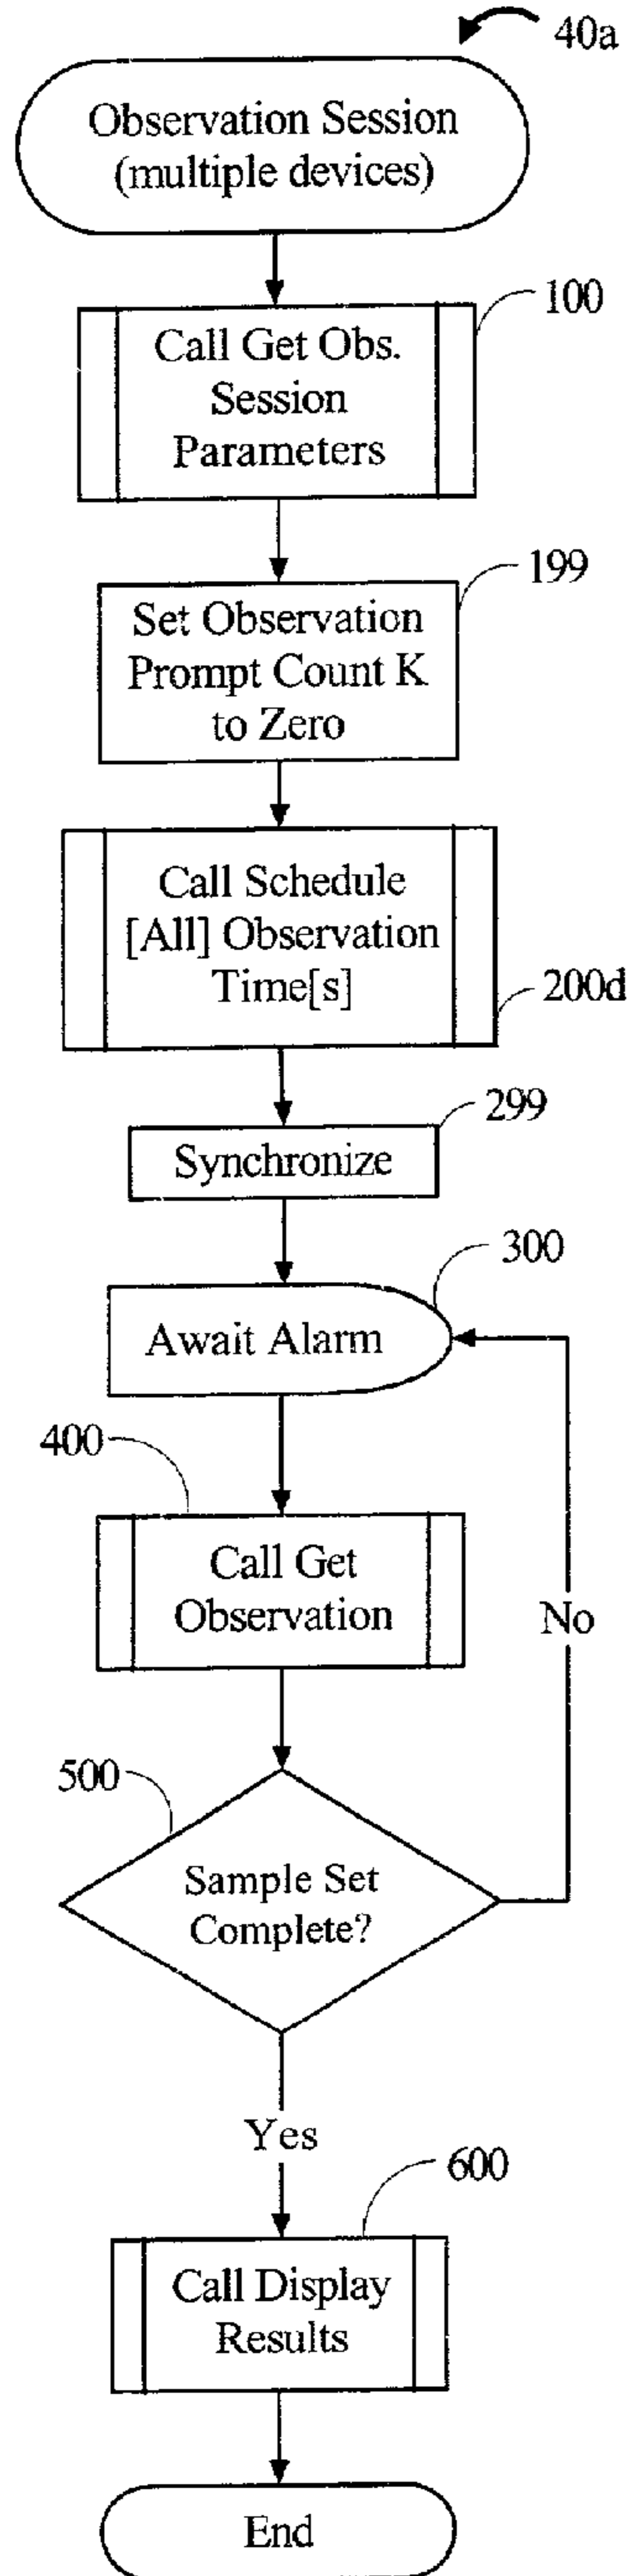 40a
Observation Session
(multiple devices)
100
Call Get Obs.
Session
Parameters
199
Set Observation
Prompt Count K
to Zero
Call Schedule
[All] Observation
Time[s]
200d
299
Synchronize
300
Await Alarm
400
Call Get
Observation
No
500
Sample Set
Complete?
Yes
600
Call Display
Results
End